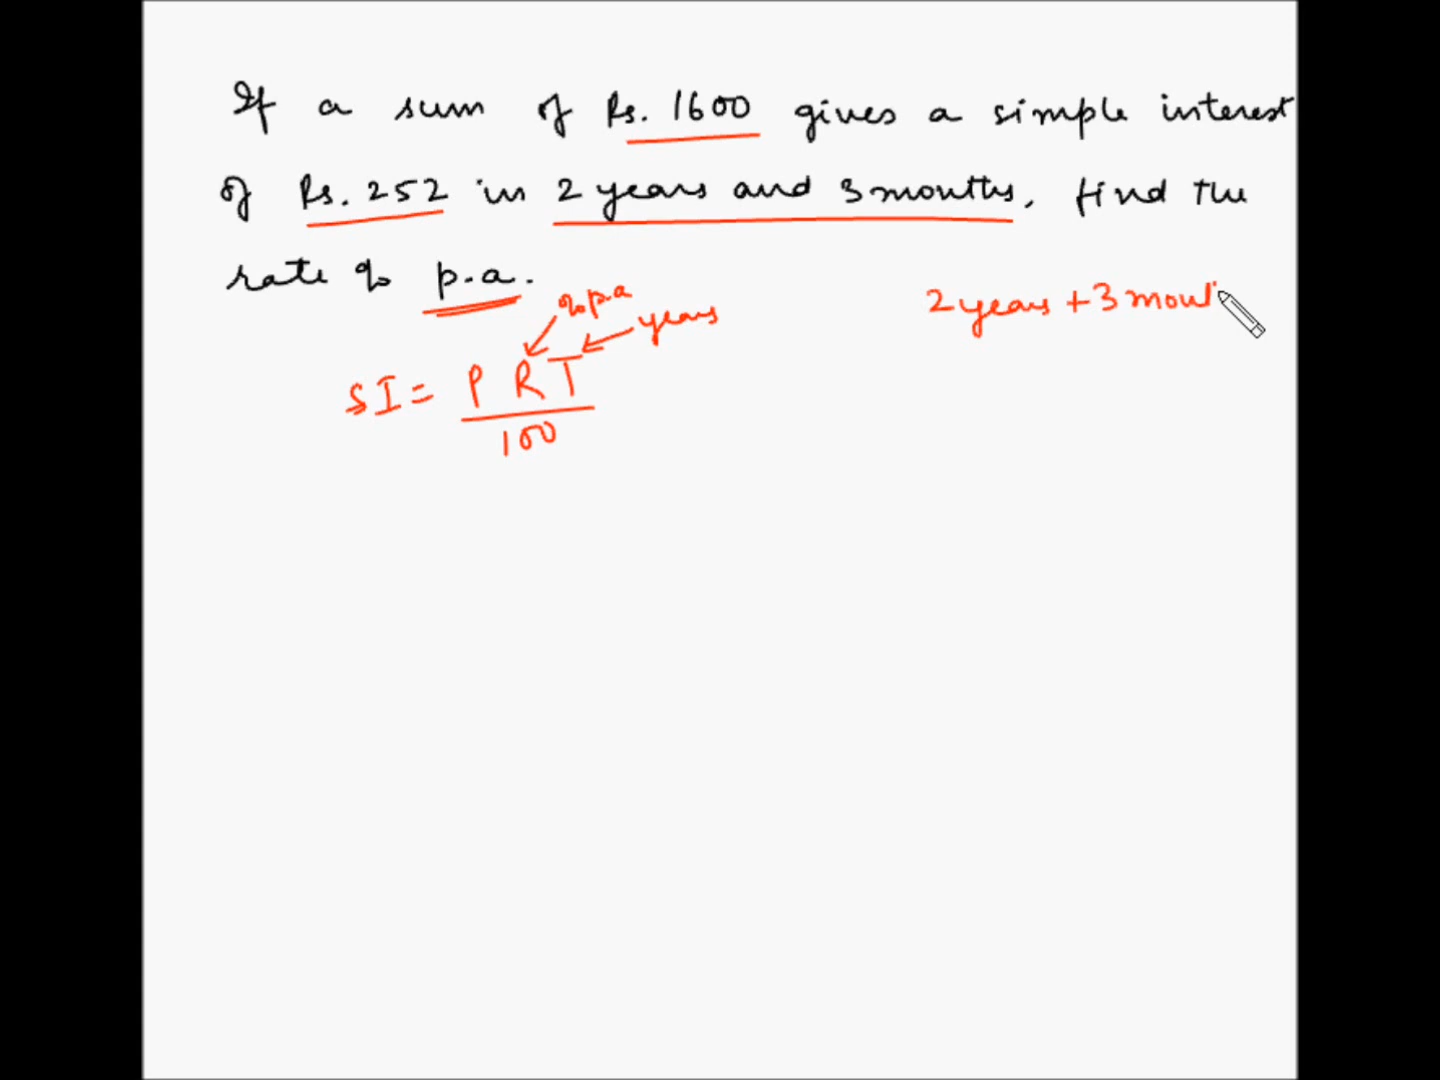 If a sum of Rs. 1600 gives a simple interest
of Rs. 252 in 2 years and 3 months, find the
rate % p.a.
% p.a
years
2 years + 3 mont
SI = P R T
100